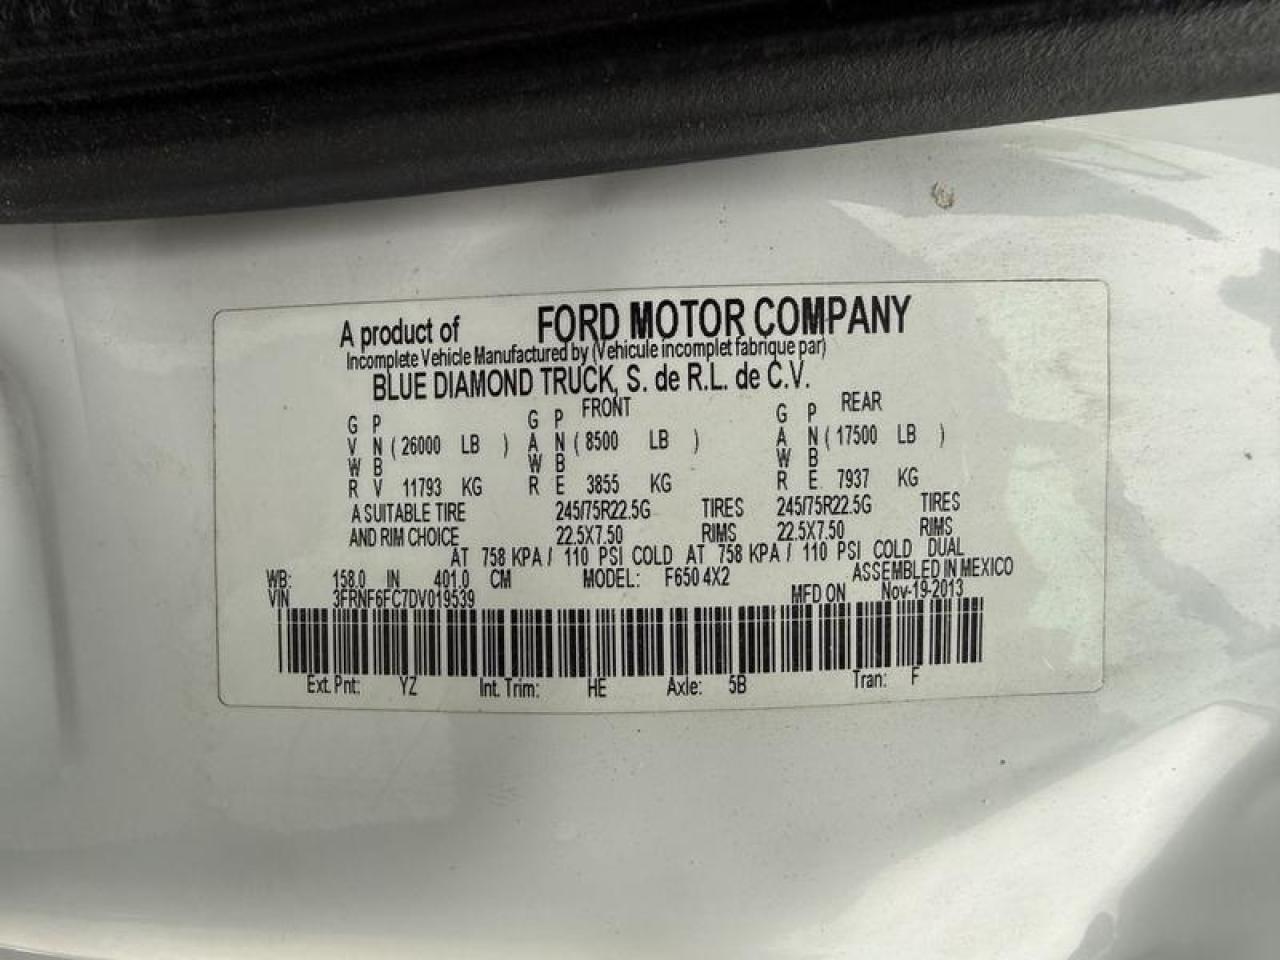 A product of FORD MOTOR COMPANY
Incomplete Vehicle Manufactured by (Vehicule incomplet fabrique par)
BLUE DIAMOND TRUCK, S. de R.L. de C.V.
FRONT REAR
G P G P G P
V N ( 26000 LB ) A N ( 8500 LB ) A N ( 17500 LB )
W B W B W B
R V 11793 KG R E 3855 KG R E 7937 KG
A SUITABLE TIRE 245/75R22.5G TIRES 245/75R22.5G TIRES
AND RIM CHOICE 22.5X7.50 RIMS 22.5X7.50 RIMS
AT 758 KPA / 110 PSI COLD AT 758 KPA / 110 PSI COLD DUAL
WB: 158.0 IN 401.0 CM MODEL: F650 4X2 ASSEMBLED IN MEXICO
VIN 3FRNF6FC7DV019539 MFD ON Nov-19-2013
Ext. Pnt: YZ Int. Trim: HE Axle: 5B Tran: F